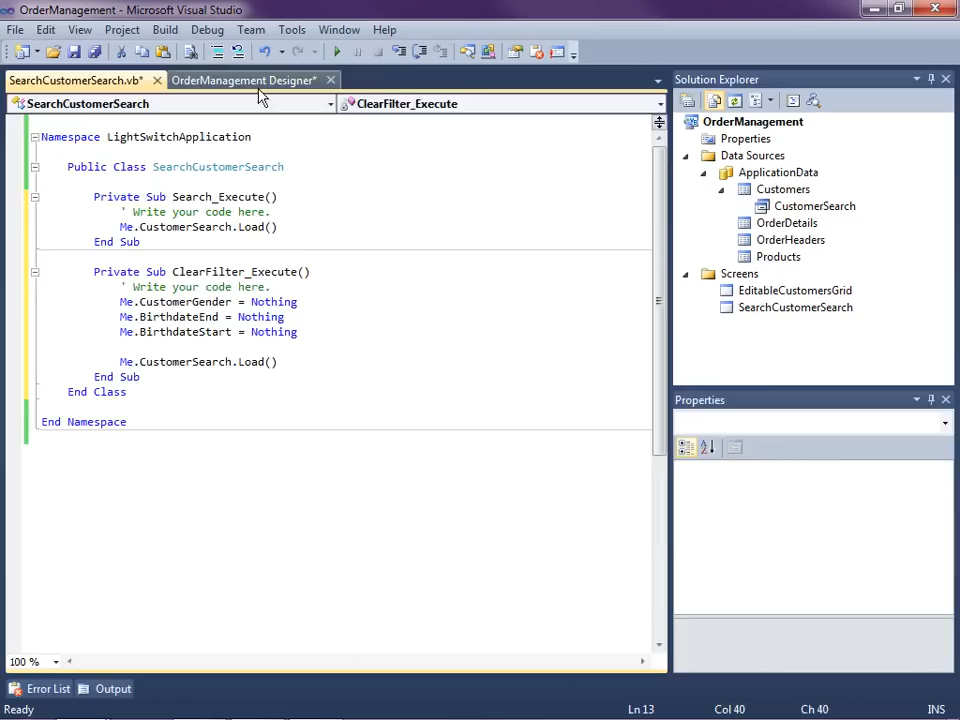 OrderManagement - Microsoft Visual Studio
File Edit View Project Build Debug Team Tools Window Help
SearchCustomerSearch.vb* OrderManagement Designer*
SearchCustomerSearch ClearFilter_Execute
Namespace LightSwitchApplication
Public Class SearchCustomerSearch
Private Sub Search_Execute()
' Write your code here.
Me.CustomerSearch.Load()
End Sub
Private Sub ClearFilter_Execute()
' Write your code here.
Me.CustomerGender = Nothing
Me.BirthdateEnd = Nothing
Me.BirthdateStart = Nothing
Me.CustomerSearch.Load()
End Sub
End Class
End Namespace
100 %
Solution Explorer
OrderManagement
Properties
Data Sources
ApplicationData
Customers
CustomerSearch
OrderDetails
OrderHeaders
Products
Screens
EditableCustomersGrid
SearchCustomerSearch
Properties
Error List Output
Ready Ln 13 Col 40 Ch 40 INS